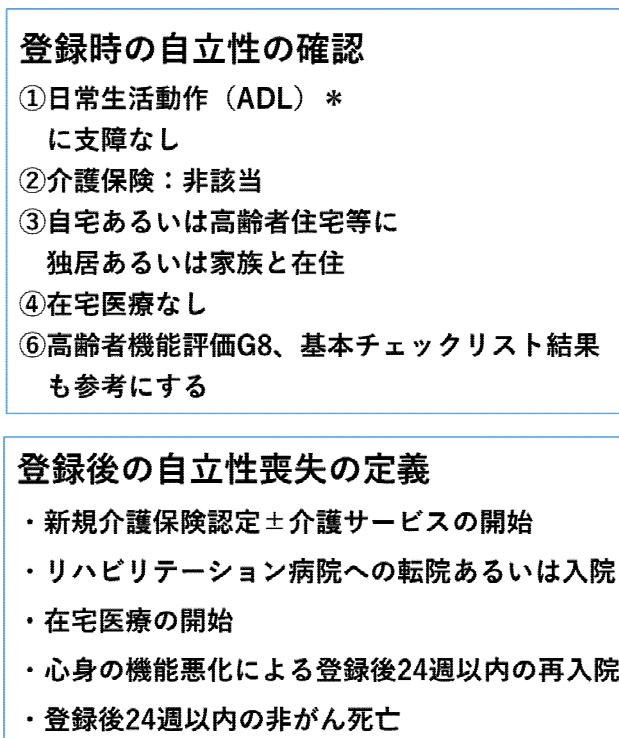 登録時の自立性の確認
①日常生活動作（ADL）＊
に支障なし
②介護保険：非該当
③自宅あるいは高齢者住宅等に
独居あるいは家族と在住
④在宅医療なし
⑥高齢者機能評価G8、基本チェックリスト結果
も参考にする
登録後の自立性喪失の定義
・新規介護保険認定±介護サービスの開始
・リハビリテーション病院への転院あるいは入院
・在宅医療の開始
・心身の機能悪化による登録後24週以内の再入院
・登録後24週以内の非がん死亡